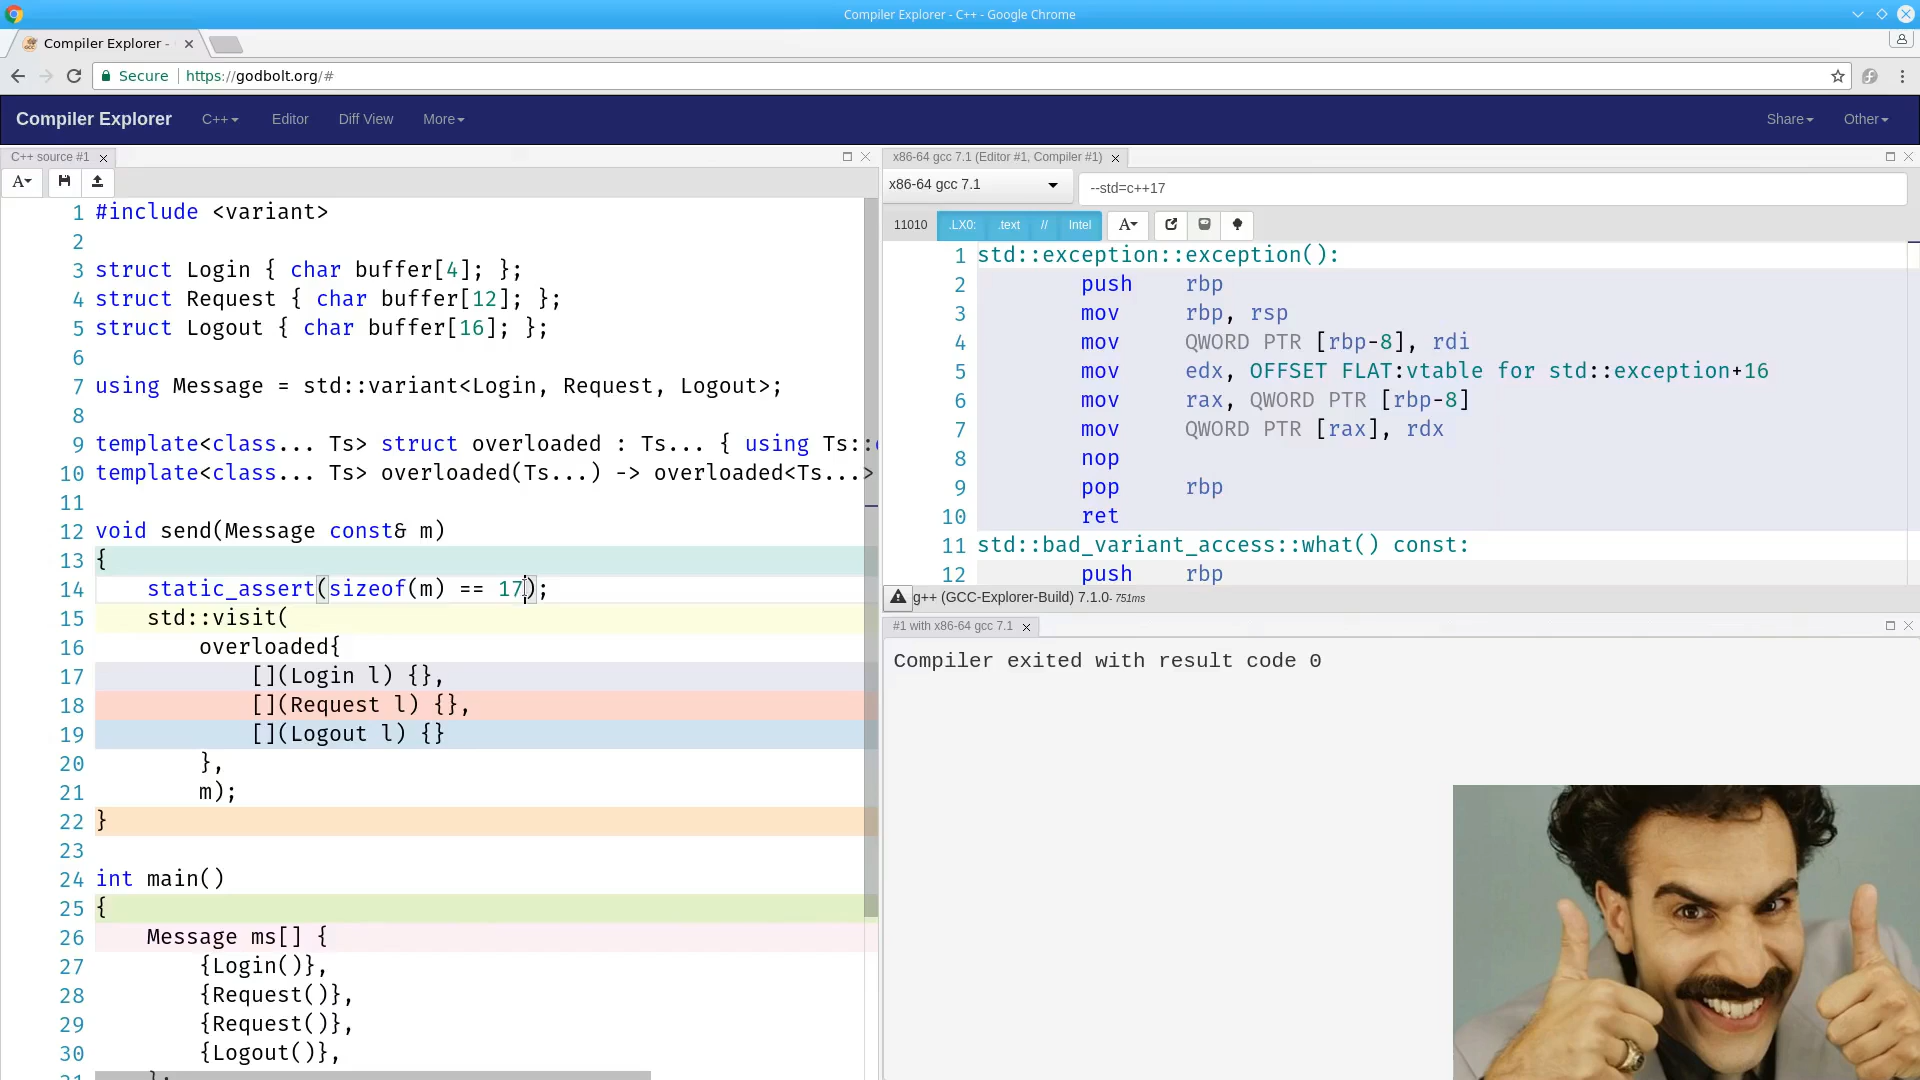 Compiler Explorer - C++ - Google Chrome
Compiler Explorer -
Secure https://godbolt.org/#
Compiler Explorer C++ Editor Diff View More Share Other
C++ source #1
A
1 #include <variant>
2
3 struct Login { char buffer[4]; };
4 struct Request { char buffer[12]; };
5 struct Logout { char buffer[16]; };
6
7 using Message = std::variant<Login, Request, Logout>;
8
9 template<class... Ts> struct overloaded : Ts... { using Ts::
10 template<class... Ts> overloaded(Ts...) -> overloaded<Ts...>
11
12 void send(Message const& m)
13 {
14 static_assert(sizeof(m) == 17);
15 std::visit(
16 overloaded{
17 [](Login l) {},
18 [](Request l) {},
19 [](Logout l) {}
20 },
21 m);
22 }
23
24 int main()
25 {
26 Message ms[] {
27 {Login()},
28 {Request()},
29 {Request()},
30 {Logout()},
x86-64 gcc 7.1 (Editor #1, Compiler #1)
x86-64 gcc 7.1 --std=c++17
11010 .LX0: .text // Intel A
1 std::exception::exception():
2 push rbp
3 mov rbp, rsp
4 mov QWORD PTR [rbp-8], rdi
5 mov edx, OFFSET FLAT:vtable for std::exception+16
6 mov rax, QWORD PTR [rbp-8]
7 mov QWORD PTR [rax], rdx
8 nop
9 pop rbp
10 ret
11 std::bad_variant_access::what() const:
12 push rbp
g++ (GCC-Explorer-Build) 7.1.0 - 751ms
#1 with x86-64 gcc 7.1
Compiler exited with result code 0